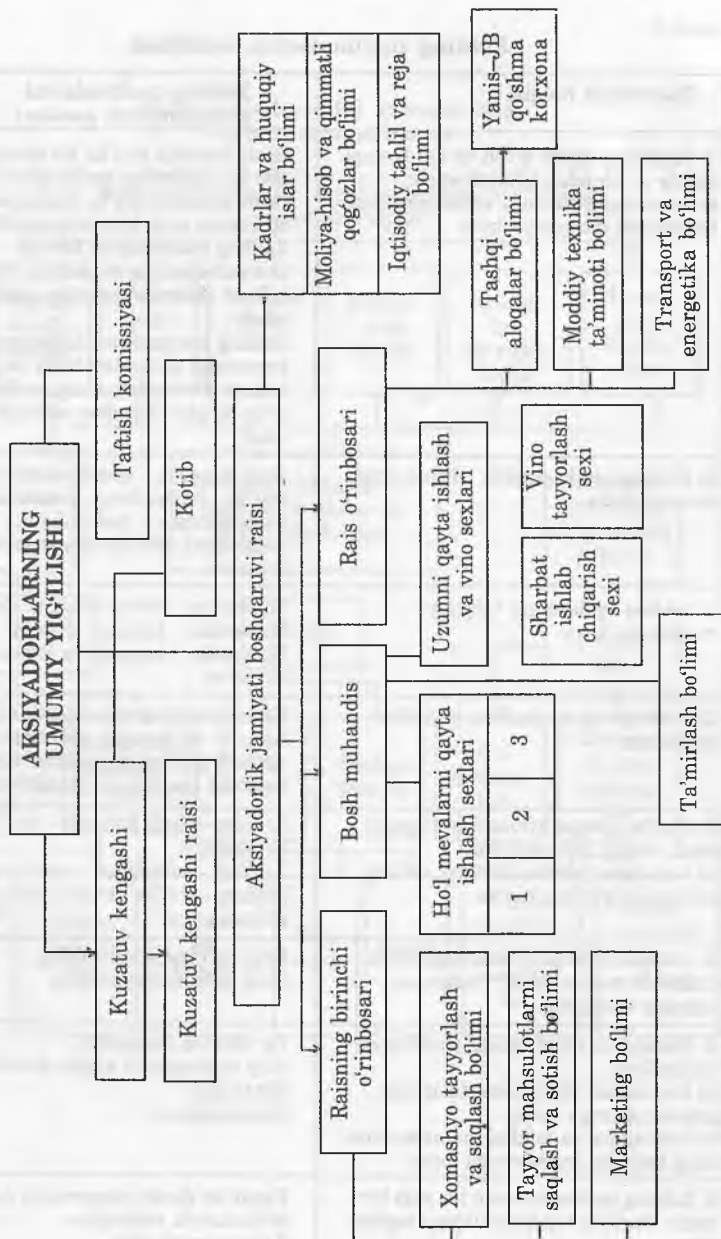 AKSIYADORLARNING
UMUMIY YIG‘ILISHI
Taftish komissiyasi
Kuzatuv kengashi
Kotib
Kuzatuv kengashi raisi
Aksiyadorlik jamiyati boshqaruvi raisi
Kadrlar va huquqiy
islar bo‘limi
Moliya-hisob va qimmatli
qog‘ozlar bo‘limi
Iqtisodiy tahlil va reja
bo‘limi
Raisning birinchi
o‘rinbosari
Bosh muhandis
Rais o‘rinbosari
Xomashyo tayyorlash
va saqlash bo‘limi
Tayyor mahsulotlarni
saqlash va sotish bo‘limi
Marketing bo‘limi
Ho‘l mevalarni qayta
ishlash sexlari
1 2 3
Uzumni qayta ishlash
va vino sexlari
Sharbat
ishlab
chiqarish
sexi
Vino
tayyorlash
sexi
Ta’mirlash bo‘limi
Tashqi
aloqalar bo‘limi
Yanis–JB
qo‘shma
korxona
Moddiy texnika
ta’minoti bo‘limi
Transport va
energetika bo‘limi